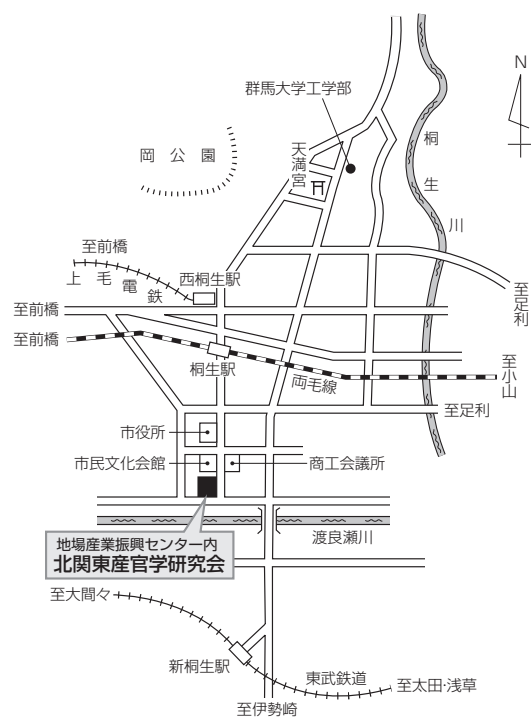 N
群馬大学工学部
桐生川
天満宮
岡公園
至前橋
上毛電鉄
西桐生駅
至足利
至前橋
至前橋
桐生駅
両毛線
至小山
至足利
市役所
市民文化会館
商工会議所
渡良瀬川
地場産業振興センター内
北関東産官学研究会
至大間々
新桐生駅
東武鉄道
至太田・浅草
至伊勢崎